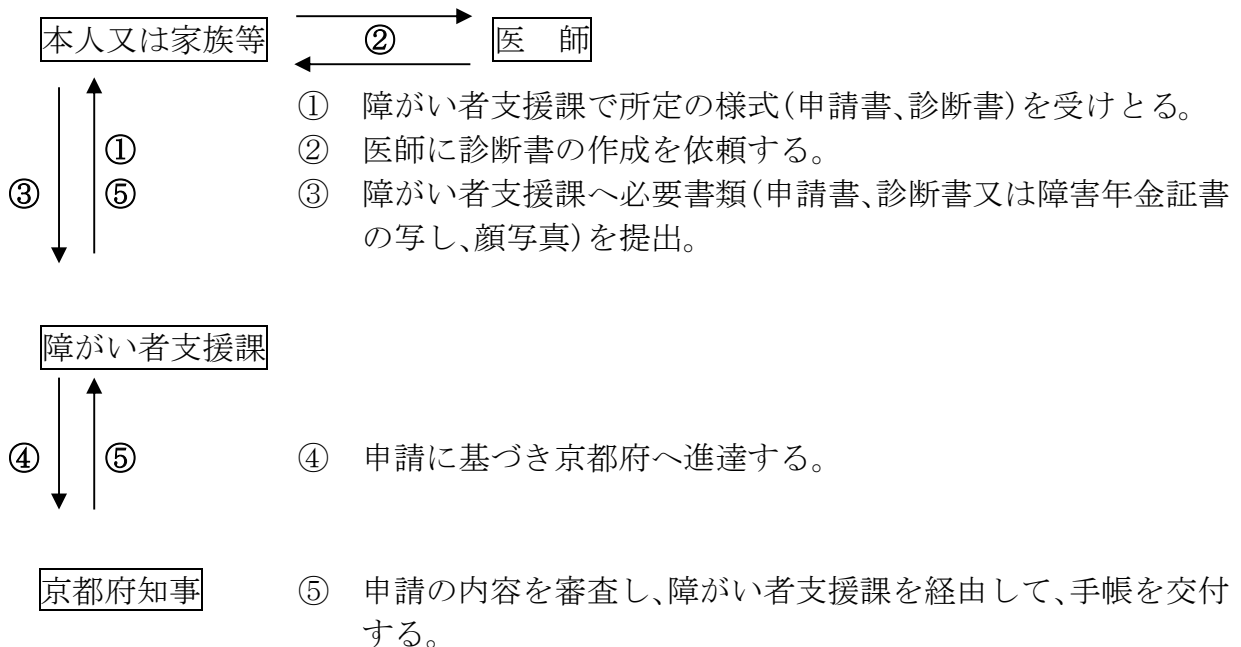 本人又は家族等
②
医　師
① 障がい者支援課で所定の様式(申請書、診断書)を受けとる。
①
② 医師に診断書の作成を依頼する。
③
⑤
③ 障がい者支援課へ必要書類(申請書、診断書又は障害年金証書
の写し、顔写真)を提出。
障がい者支援課
④
⑤
④ 申請に基づき京都府へ進達する。
京都府知事
⑤ 申請の内容を審査し、障がい者支援課を経由して、手帳を交付
する。